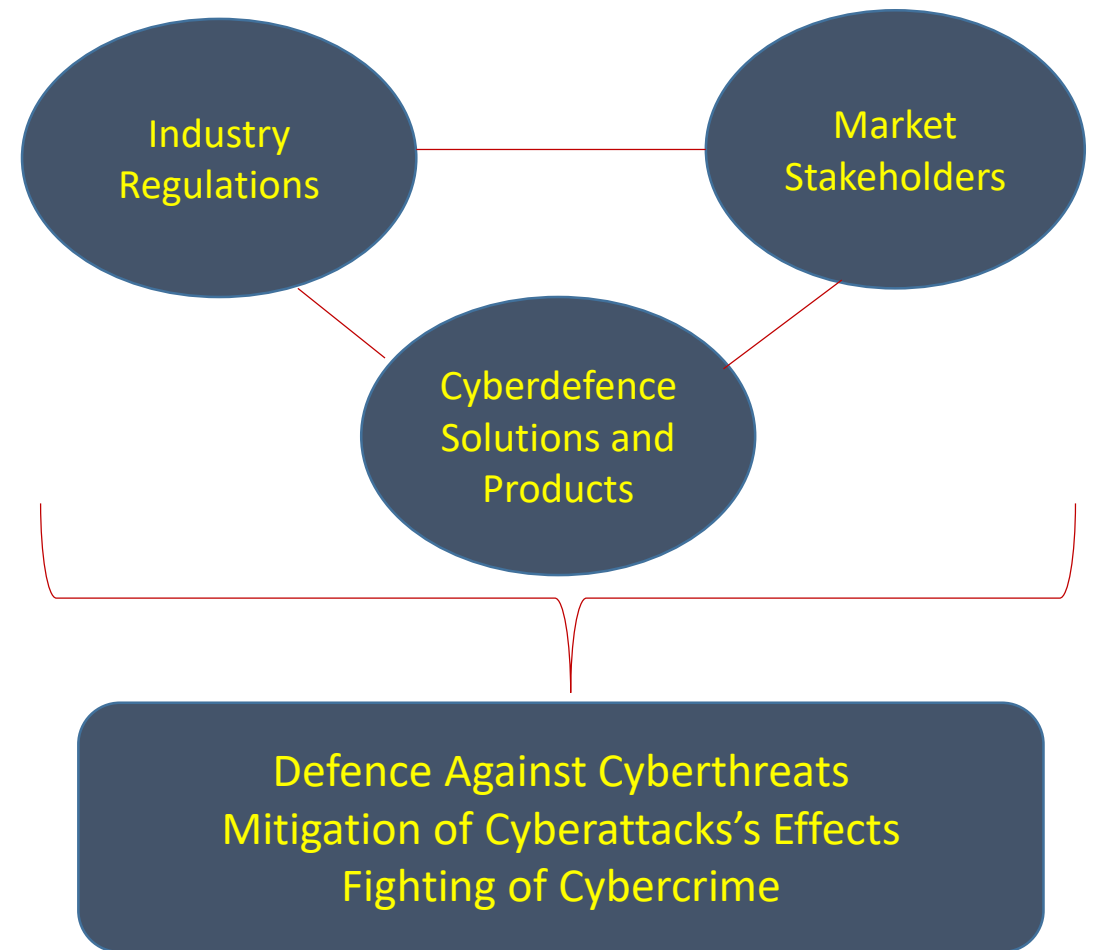 Industry
Regulations
Market
Stakeholders
Cyberdefence
Solutions and
Products
Defence Against Cyberthreats
Mitigation of Cyberattacks’s Effects
Fighting of Cybercrime